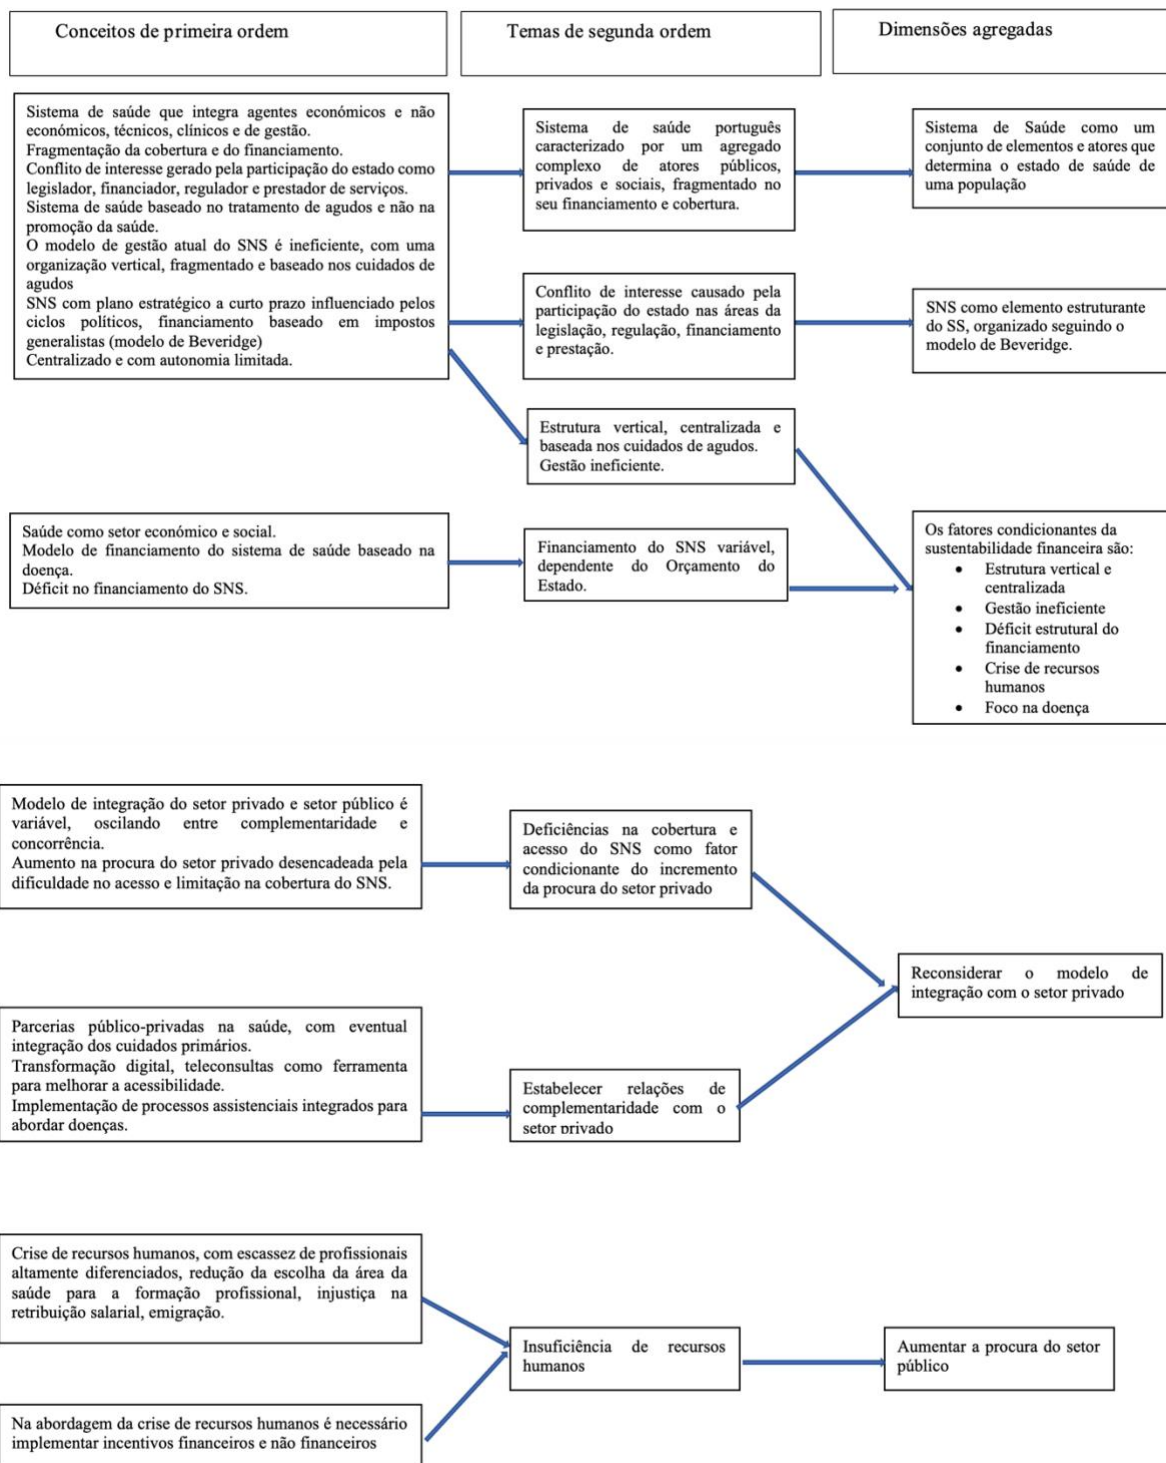 Conceitos de primeira ordem
Temas de segunda ordem
Dimensões agregadas
Sistema de saúde que integra agentes económicos e não
económicos, técnicos, clínicos e de gestão.
Fragmentação da cobertura e do financiamento.
Conflito de interesse gerado pela participação do estado como
legislador, financiador, regulador e prestador de serviços.
Sistema de saúde baseado no tratamento de agudos e não na
promoção da saúde.
O modelo de gestão atual do SNS é ineficiente, com uma
organização vertical, fragmentado e baseado nos cuidados de
agudos
SNS com plano estratégico a curto prazo influenciado pelos
ciclos políticos, financiamento baseado em impostos
generalistas (modelo de Beveridge)
Centralizado e com autonomia limitada.
Sistema de saúde português
caracterizado por um agregado
complexo de atores públicos,
privados e sociais, fragmentado no
seu financiamento e cobertura.
Sistema de Saúde como um
conjunto de elementos e atores que
determina o estado de saúde de
uma população
Conflito de interesse causado pela
participação do estado nas áreas da
legislação, regulação, financiamento
e prestação.
SNS como elemento estruturante
do SS, organizado seguindo o
modelo de Beveridge.
Estrutura vertical, centralizada e
baseada nos cuidados de agudos.
Gestão ineficiente.
Saúde como setor económico e social.
Modelo de financiamento do sistema de saúde baseado na
doença.
Déficit no financiamento do SNS.
Financiamento do SNS variável,
dependente do Orçamento do
Estado.
Os fatores condicionantes da
sustentabilidade financeira são:
• Estrutura vertical e
centralizada
• Gestão ineficiente
• Déficit estrutural do
financiamento
• Crise de recursos
humanos
• Foco na doença
Modelo de integração do setor privado e setor público é
variável, oscilando entre complementaridade e
concorrência.
Aumento na procura do setor privado desencadeada pela
dificuldade no acesso e limitação na cobertura do SNS.
Deficiências na cobertura e
acesso do SNS como fator
condicionante do incremento
da procura do setor privado
Reconsiderar o modelo de
integração com o setor privado
Parcerias público-privadas na saúde, com eventual
integração dos cuidados primários.
Transformação digital, teleconsultas como ferramenta
para melhorar a acessibilidade.
Implementação de processos assistenciais integrados para
abordar doenças.
Estabelecer relações de
complementaridade com o
setor privado
Crise de recursos humanos, com escassez de profissionais
altamente diferenciados, redução da escolha da área da
saúde para a formação profissional, injustiça na
retribuição salarial, emigração.
Insuficiência de recursos
humanos
Aumentar a procura do setor
público
Na abordagem da crise de recursos humanos é necessário
implementar incentivos financeiros e não financeiros